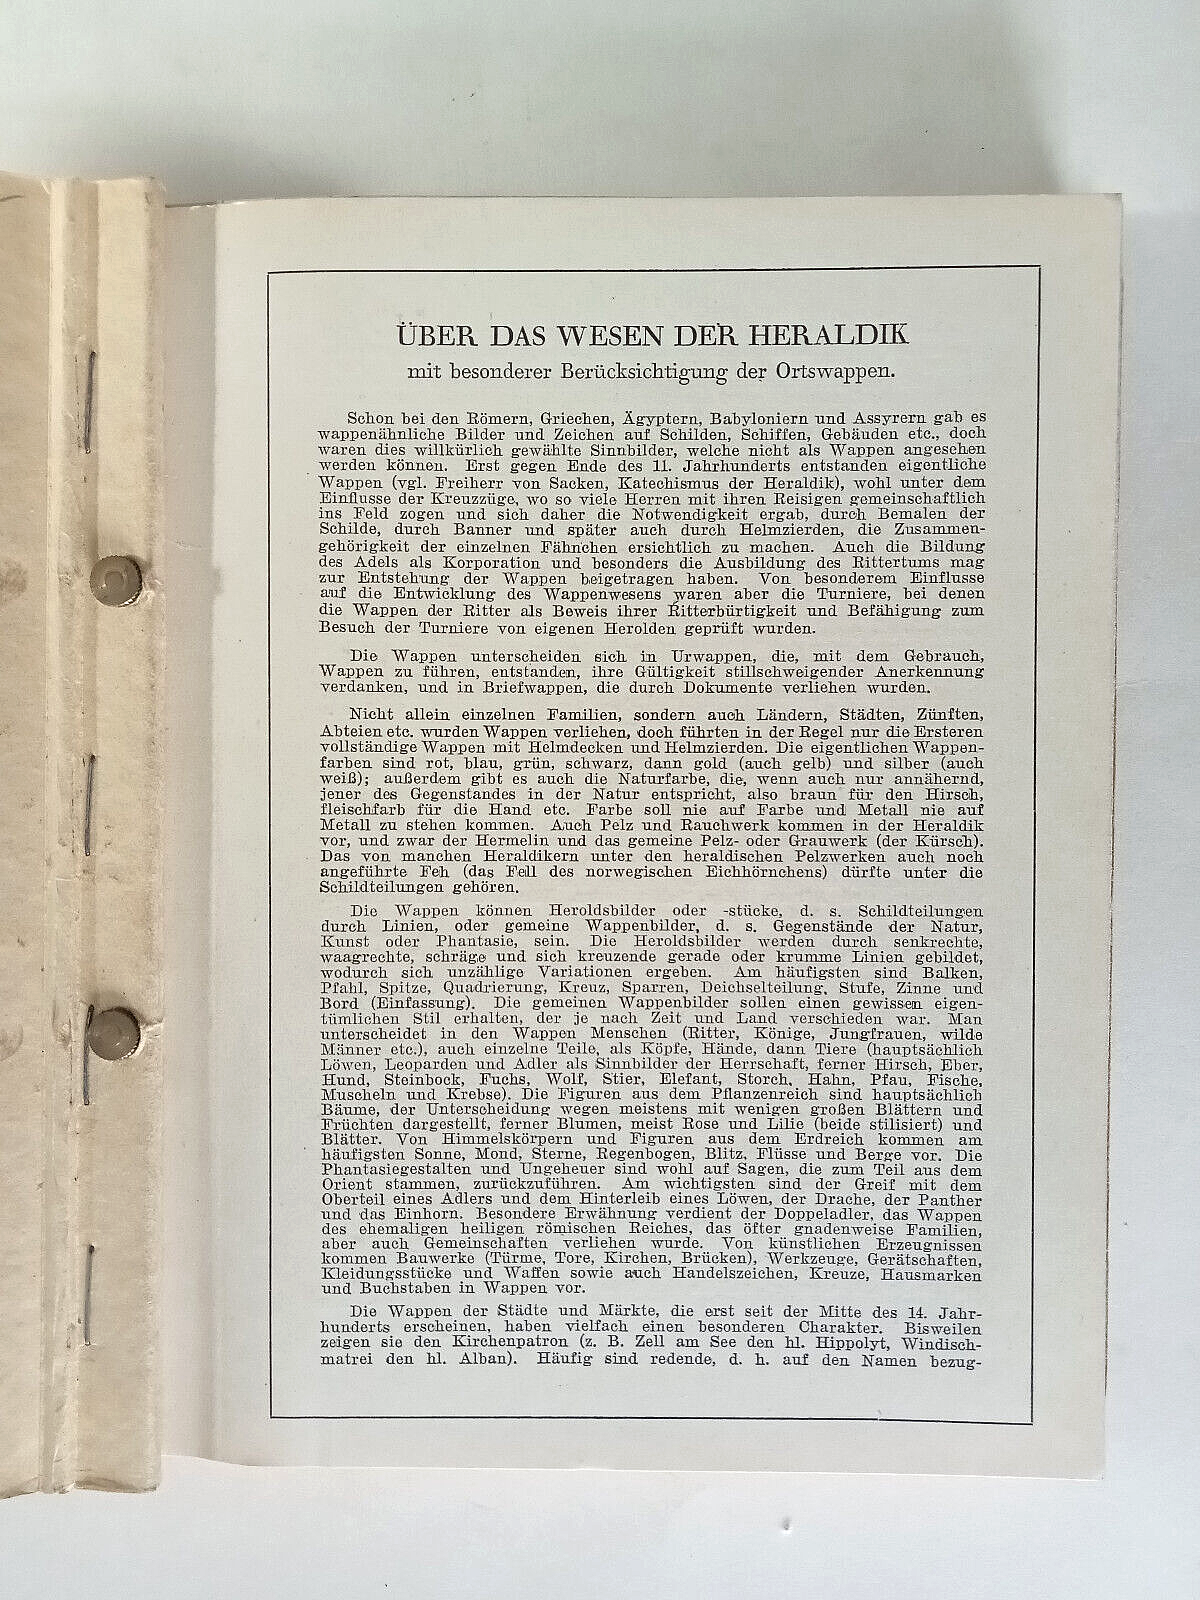 ÜBER DAS WESEN DER HERALDIK
mit besonderer Berücksichtigung der Ortswappen.
Schon bei den Römern, Griechen, Ägyptern, Babyloniern und Assyrern gab es
wappenähnliche Bilder und Zeichen auf Schilden, Schiffen, Gebäuden etc., doch
waren dies willkürlich gewählte Sinnbilder, welche nicht als Wappen angesehen
werden können. Erst gegen Ende des 11. Jahrhunderts entstanden eigentliche
Wappen (vgl. Freiherr von Sacken, Katechismus der Heraldik), wohl unter dem
Einflusse der Kreuzzüge, wo so viele Herren mit ihren Reisigen gemeinschaftlich
ins Feld zogen und sich daher die Notwendigkeit ergab, durch Bemalen der
Schilde, durch Banner und später auch durch Helmzierden, die Zusammen-
gehörigkeit der einzelnen Fähnchen ersichtlich zu machen. Auch die Bildung
des Adels als Korporation und besonders die Ausbildung des Rittertums mag
zur Entstehung der Wappen beigetragen haben. Von besonderem Einflusse
auf die Entwicklung des Wappenwesens waren aber die Turniere, bei denen
die Wappen der Ritter als Beweis ihrer Ritterbürtigkeit und Befähigung zum
Besuch der Turniere von eigenen Herolden geprüft wurden.
Die Wappen unterscheiden sich in Urwappen, die, mit dem Gebrauch,
Wappen zu führen, entstanden, ihre Gültigkeit stillschweigender Anerkennung
verdanken, und in Briefwappen, die durch Dokumente verliehen wurden.
Nicht allein einzelnen Familien, sondern auch Ländern, Städten, Zünften,
Abteien etc. wurden Wappen verliehen, doch führten in der Regel nur die Ersteren
vollständige Wappen mit Helmdecken und Helmzierden. Die eigentlichen Wappen-
farben sind rot, blau, grün, schwarz, dann gold (auch gelb) und silber (auch
weiß); außerdem gibt es auch die Naturfarbe, die, wenn auch nur annähernd,
jener des Gegenstandes in der Natur entspricht, also braun für den Hirsch,
fleischfarb für die Hand etc. Farbe soll nie auf Farbe und Metall nie auf
Metall zu stehen kommen. Auch Pelz und Rauchwerk kommen in der Heraldik
vor, und zwar der Hermelin und das gemeine Pelz- oder Grauwerk (der Kürsch).
Das von manchen Heraldikern unter den heraldischen Pelzwerken auch noch
angeführte Feh (das Fell des norwegischen Eichhörnchens) dürfte unter die
Schildteilungen gehören.
Die Wappen können Heroldsbilder oder -stücke, d. s. Schildteilungen
durch Linien, oder gemeine Wappenbilder, d. s. Gegenstände der Natur,
Kunst oder Phantasie, sein. Die Heroldsbilder werden durch senkrechte,
waagrechte, schräge und sich kreuzende gerade oder krumme Linien gebildet,
wodurch sich unzählige Variationen ergeben. Am häufigsten sind Balken,
Pfahl, Spitze, Quadrierung, Kreuz, Sparren, Deichselteilung, Stufe, Zinne und
Bord (Einfassung). Die gemeinen Wappenbilder sollen einen gewissem eigen-
tümlichen Stil erhalten, der je nach Zeit und Land verschieden war. Man
unterscheidet in den Wappen Menschen (Ritter, Könige, Jungfrauen, wilde
Männer etc.), auch einzelne Teile, als Köpfe, Hände, dann Tiere (hauptsächlich
Löwen, Leoparden und Adler als Sinnbilder der Herrschaft, ferner Hirsch, Eber,
Hund, Steinbock, Fuchs, Wolf, Stier, Elefant, Storch, Hahn, Pfau, Fische,
Muscheln und Krebse). Die Figuren aus dem Pflanzenreich sind hauptsächlich
Bäume, der Unterscheidung wegen meistens mit wenigen großen Blättern und
Früchten dargestellt, ferner Blumen, meist Rose und Lilie (beide stilisiert) und
Blätter. Von Himmelskörpern und Figuren aus dem Erdreich kommen am
häufigsten Sonne, Mond, Sterne, Regenbogen, Blitz, Flüsse und Berge vor. Die
Phantasiegestalten und Ungeheuer sind wohl auf Sagen, die zum Teil aus dem
Orient stammen, zurückzuführen. Am wichtigsten sind der Greif mit dem
Oberteil eines Adlers und dem Hinterleib eines Löwen, der Drache, der Panther
und das Einhorn. Besondere Erwähnung verdient der Doppeladler, das Wappen
des ehemaligen heiligen römischen Reiches, das öfter gnadenweise Familien,
aber auch Gemeinschaften verliehen wurde. Von künstlichen Erzeugnissen
kommen Bauwerke (Türme, Tore, Kirchen, Brücken), Werkzeuge, Gerätschaften,
Kleidungsstücke und Waffen sowie auch Handelszeichen, Kreuze, Hausmarken
und Buchstaben in Wappen vor.
Die Wappen der Städte und Märkte, die erst seit der Mitte des 14. Jahr-
hunderts erscheinen, haben vielfach einen besonderen Charakter. Bisweilen
zeigen sie den Kirchenpatron (z. B. Zell am See den hl. Hippolyt, Windisch-
matrei den hl. Alban). Häufig sind redende, d. h. auf den Namen bezug-